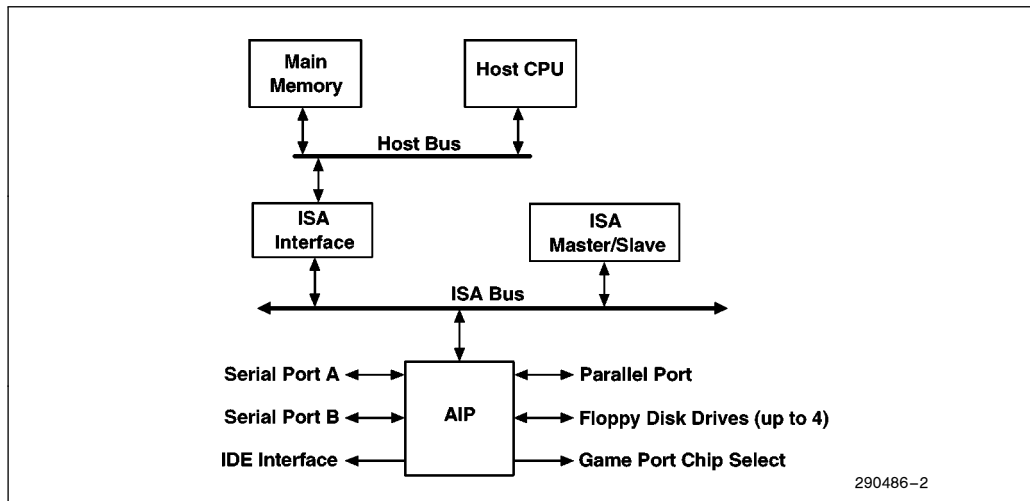 Main
Memory
Host CPU
Host Bus
ISA
Interface
ISA
Master/Slave
ISA Bus
Serial Port A
Parallel Port
Serial Port B
AIP
Floppy Disk Drives (up to 4)
IDE Interface
Game Port Chip Select
290486–2